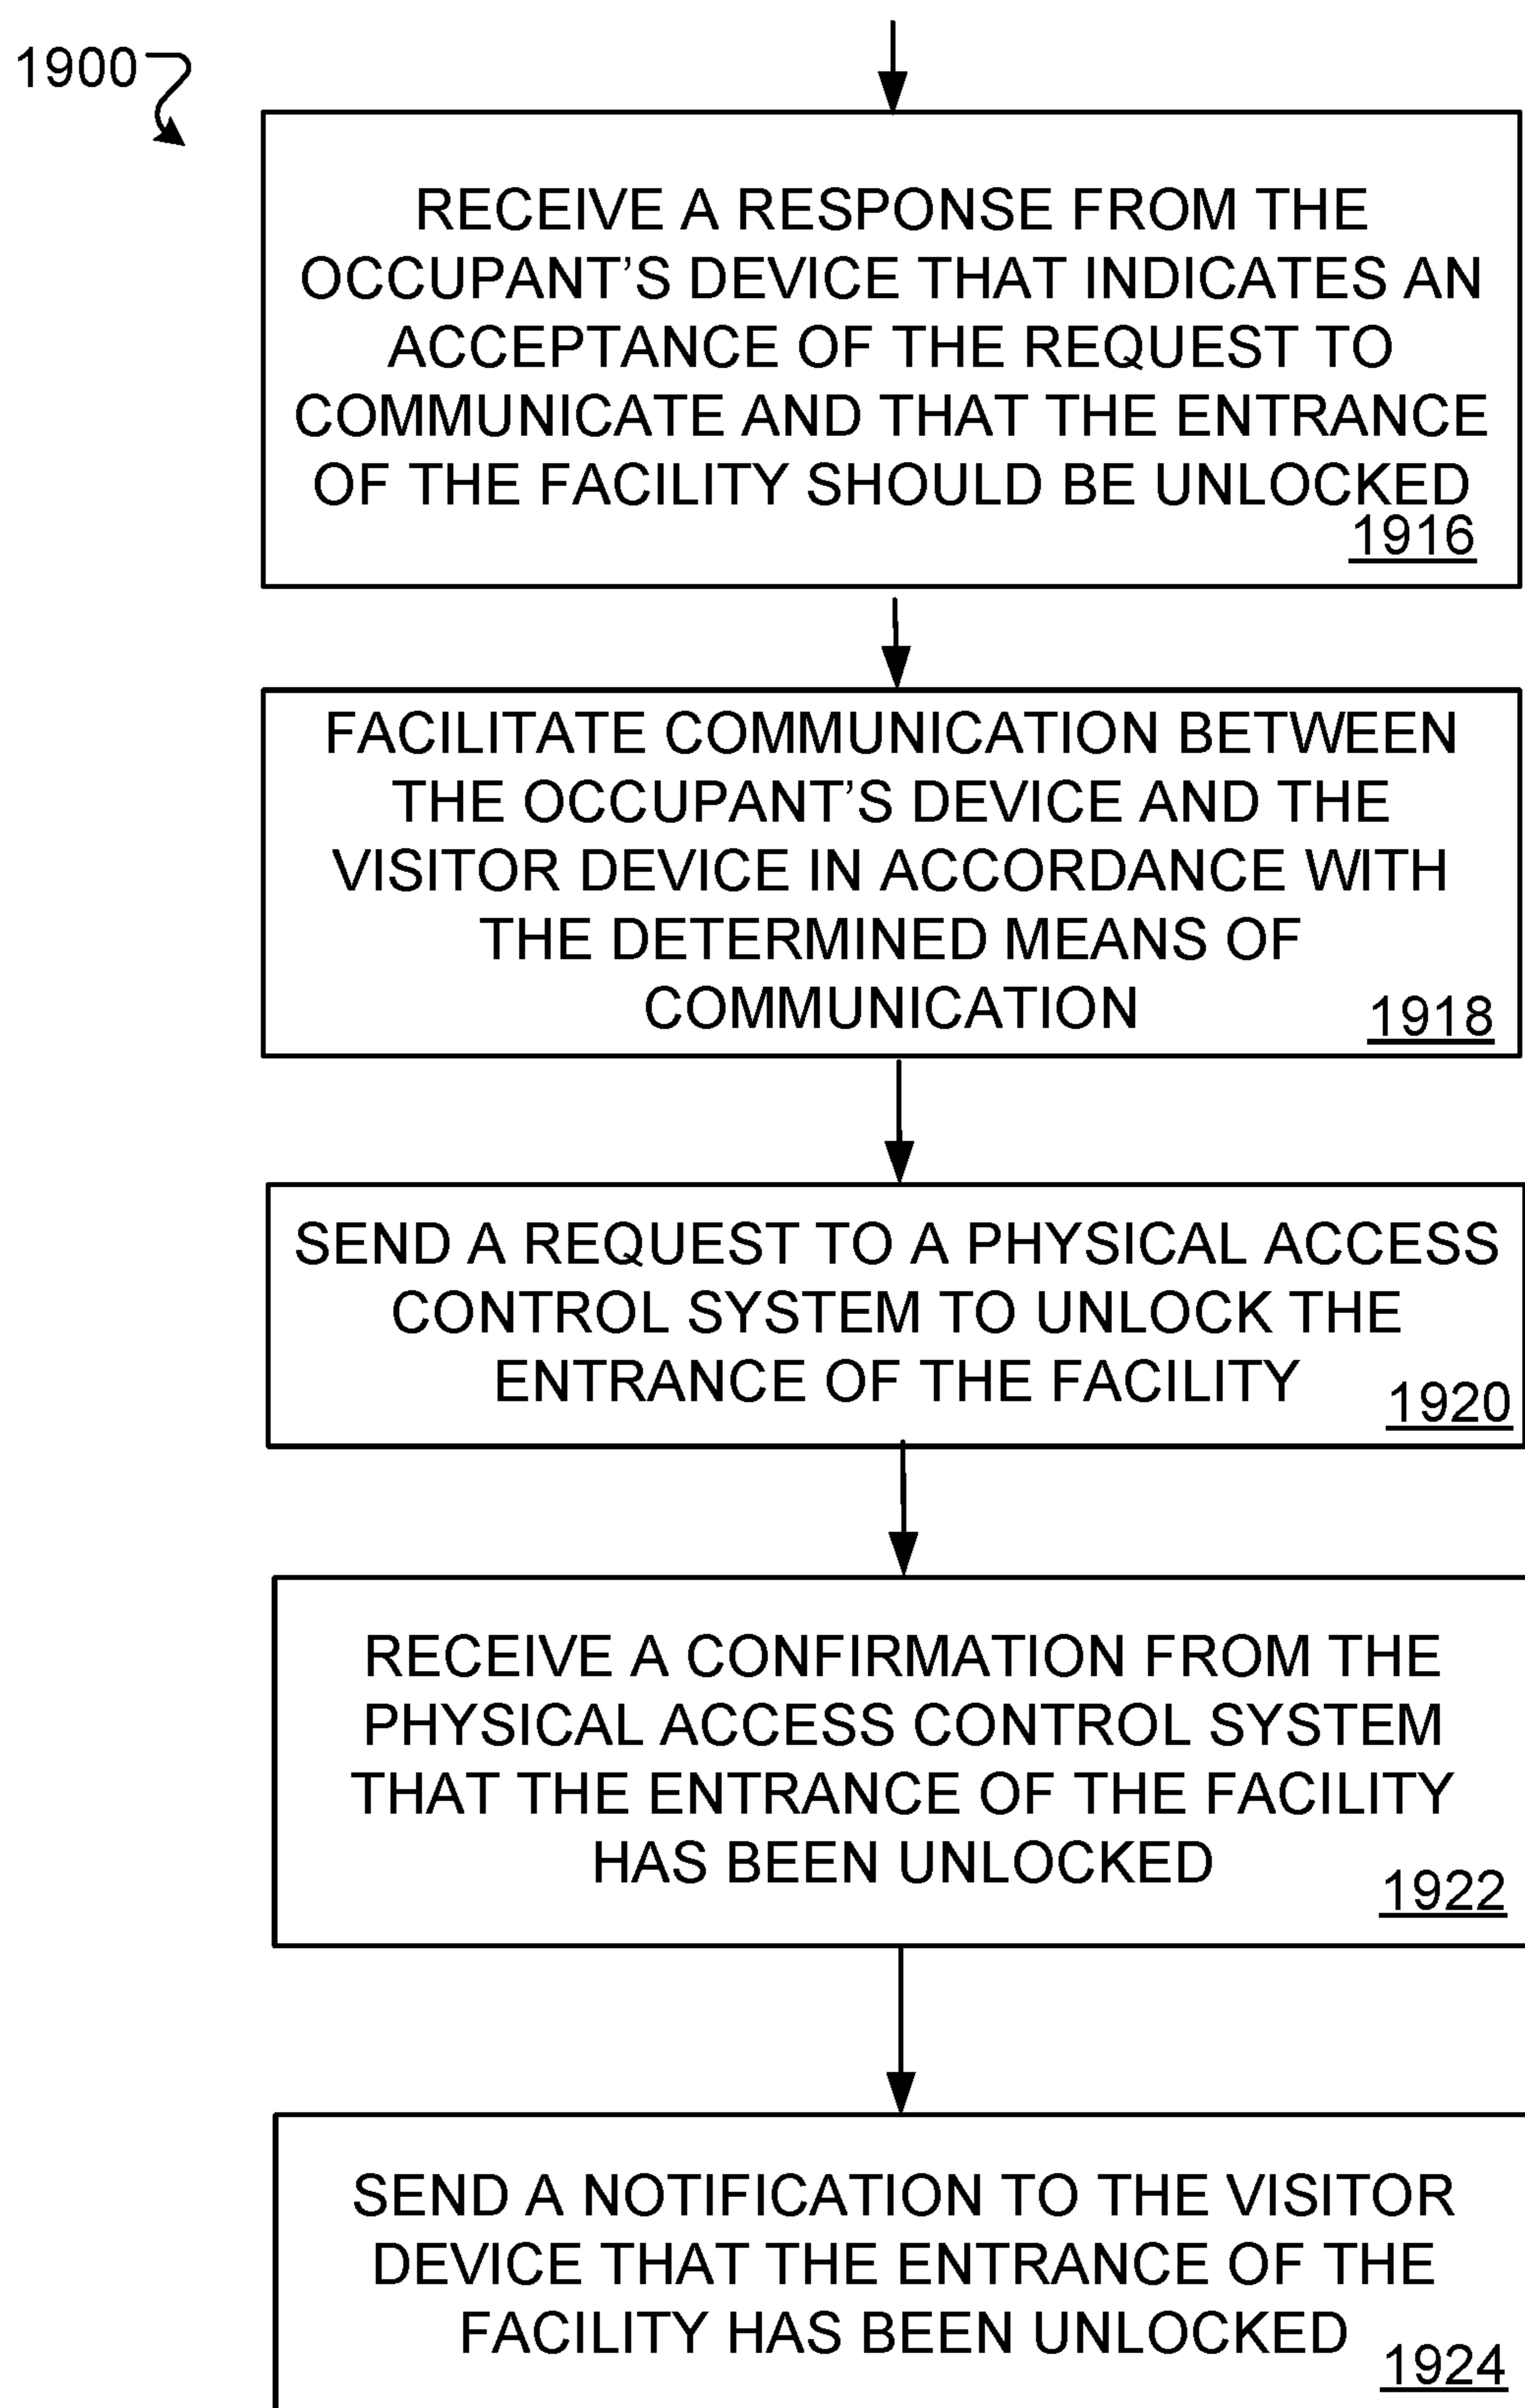 1900
RECEIVE A RESPONSE FROM THE
OCCUPANT'S DEVICE THAT INDICATES AN
ACCEPTANCE OF THE REQUEST TO
COMMUNICATE AND THAT THE ENTRANCE
OF THE FACILITY SHOULD BE UNLOCKED
1916
FACILITATE COMMUNICATION BETWEEN
THE OCCUPANT'S DEVICE AND THE
VISITOR DEVICE IN ACCORDANCE WITH
THE DETERMINED MEANS OF
COMMUNICATION
1918
SEND A REQUEST TO A PHYSICAL ACCESS
CONTROL SYSTEM TO UNLOCK THE
ENTRANCE OF THE FACILITY
1920
RECEIVE A CONFIRMATION FROM THE
PHYSICAL ACCESS CONTROL SYSTEM
THAT THE ENTRANCE OF THE FACILITY
HAS BEEN UNLOCKED
1922
SEND A NOTIFICATION TO THE VISITOR
DEVICE THAT THE ENTRANCE OF THE
FACILITY HAS BEEN UNLOCKED
1924